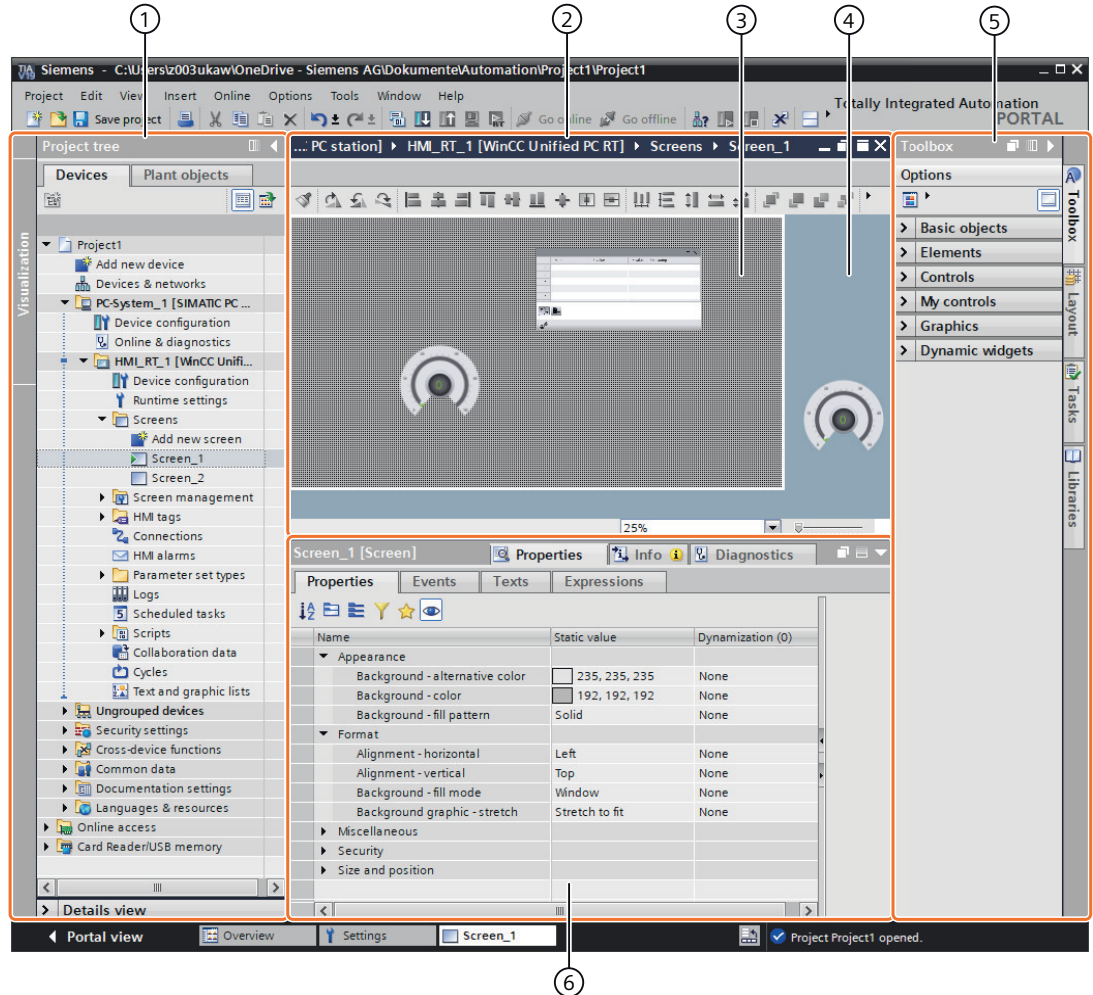 1
2
3
4
5
Siemens - C:\Users\z003ukaw\OneDrive - Siemens AG\Dokumente\Automation\Project1\Project1
Project Edit View Insert Online Options Tools Window Help
Totally Integrated Automation
PORTAL
Save project
Go online
Go offline
Project tree
Devices
Plant objects
Visualization
Project1
Add new device
Devices & networks
PC-System_1 [SIMATIC PC ...
Device configuration
Online & diagnostics
HMI_RT_1 [WinCC Unifi...
Device configuration
Runtime settings
Screens
Add new screen
Screen_1
Screen_2
Screen management
HMI tags
Connections
HMI alarms
Parameter set types
Logs
Scheduled tasks
Scripts
Collaboration data
Cycles
Text and graphic lists
Ungrouped devices
Security settings
Cross-device functions
Common data
Documentation settings
Languages & resources
Online access
Card Reader/USB memory
Details view
...: PC station] HMI_RT_1 [WinCC Unified PC RT] Screens Screen_1
25%
Screen_1 [Screen]
Properties
Info
Diagnostics
Properties
Events
Texts
Expressions
Name Static value Dynamization (0)
Appearance
Background - alternative color 235, 235, 235 None
Background - color 192, 192, 192 None
Background - fill pattern Solid None
Format
Alignment - horizontal Left None
Alignment - vertical Top None
Background - fill mode Window None
Background graphic - stretch Stretch to fit None
Miscellaneous
Security
Size and position
Toolbox
Options
Basic objects
Elements
Controls
My controls
Graphics
Dynamic widgets
Toolbox
Layout
Tasks
Libraries
Portal view
Overview
Settings
Screen_1
Project Project1 opened.
6